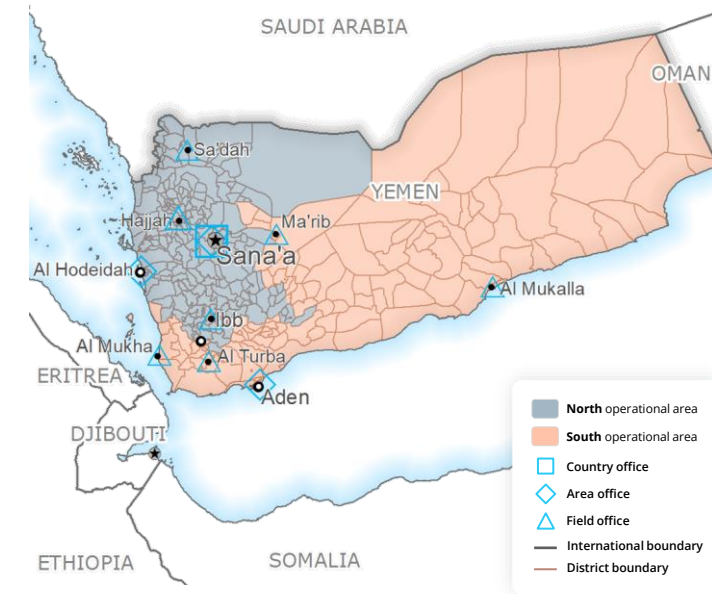 SAUDI ARABIA
OMAN
Sa'dah
YEMEN
Hajjah
Ma'rib
Sana'a
Al Hodeidah
Al Mukalla
Ibb
Al Mukha
Al Turba
ERITREA
Aden
DJIBOUTI
ETHIOPIA
SOMALIA
North operational area
South operational area
Country office
Area office
Field office
International boundary
District boundary